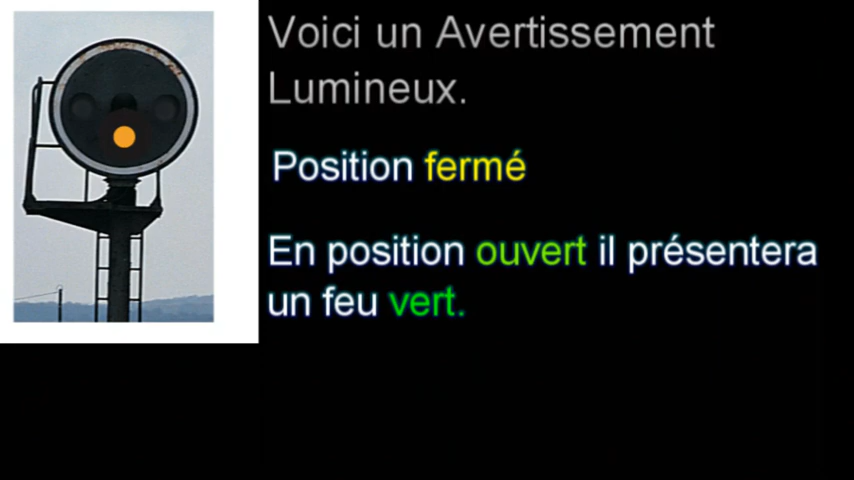 Voici un Avertissement
Lumineux.
Position fermé
En position ouvert il présentera
un feu vert.